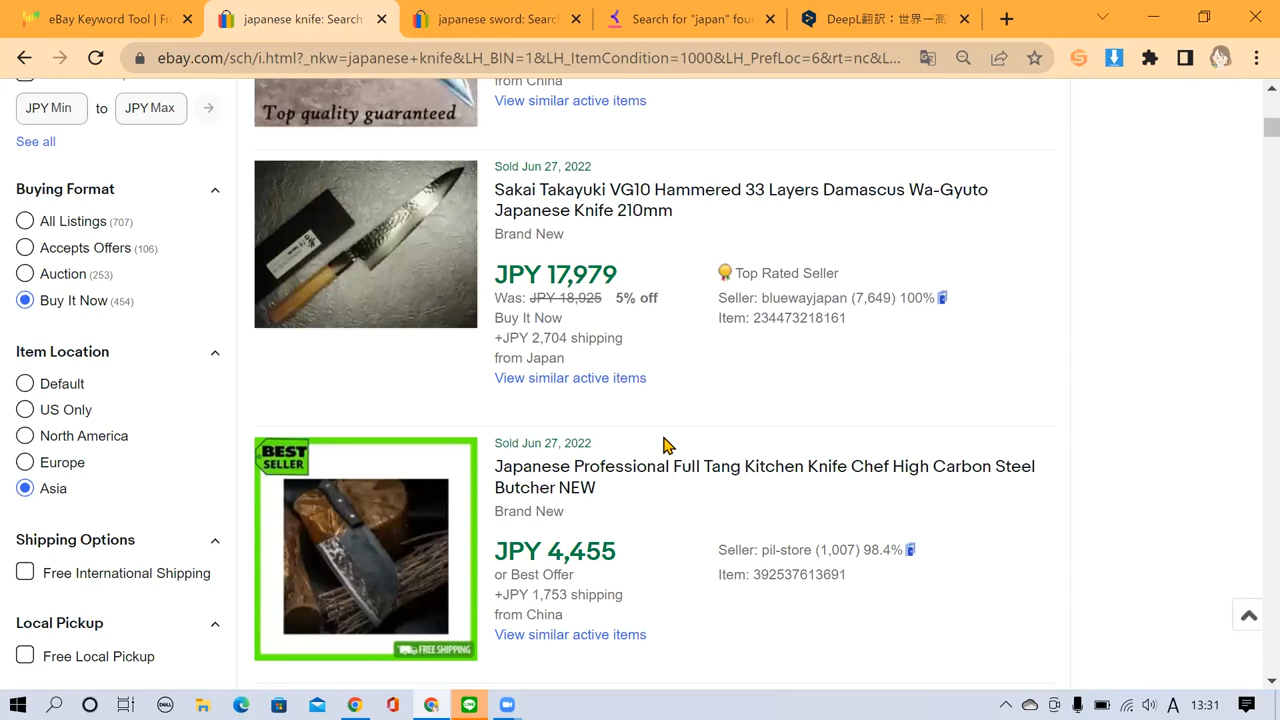 eBay Keyword Tool | Fr
japanese knife: Search
japanese sword: Searc
Search for "japan" foun
DeepL翻訳：世界一高
ebay.com/sch/i.html?_nkw=japanese+knife&LH_BIN=1&LH_ItemCondition=1000&LH_PrefLoc=6&rt=nc&L...
JPY Min
to
JPY Max
See all
Buying Format
All Listings (707)
Accepts Offers (106)
Auction (253)
Buy It Now (454)
Item Location
Default
US Only
North America
Europe
Asia
Shipping Options
Free International Shipping
Local Pickup
Free Local Pickup
Top quality guaranteed
from China
View similar active items
Sold Jun 27, 2022
Sakai Takayuki VG10 Hammered 33 Layers Damascus Wa-Gyuto
Japanese Knife 210mm
Brand New
JPY 17,979
Was: JPY 18,925 5% off
Buy It Now
+JPY 2,704 shipping
from Japan
View similar active items
Top Rated Seller
Seller: bluewayjapan (7,649) 100%
Item: 234473218161
BEST
SELLER
FREE SHIPPING
Sold Jun 27, 2022
Japanese Professional Full Tang Kitchen Knife Chef High Carbon Steel
Butcher NEW
Brand New
JPY 4,455
or Best Offer
+JPY 1,753 shipping
from China
View similar active items
Seller: pil-store (1,007) 98.4%
Item: 392537613691
DELL
LINE
A
13:31